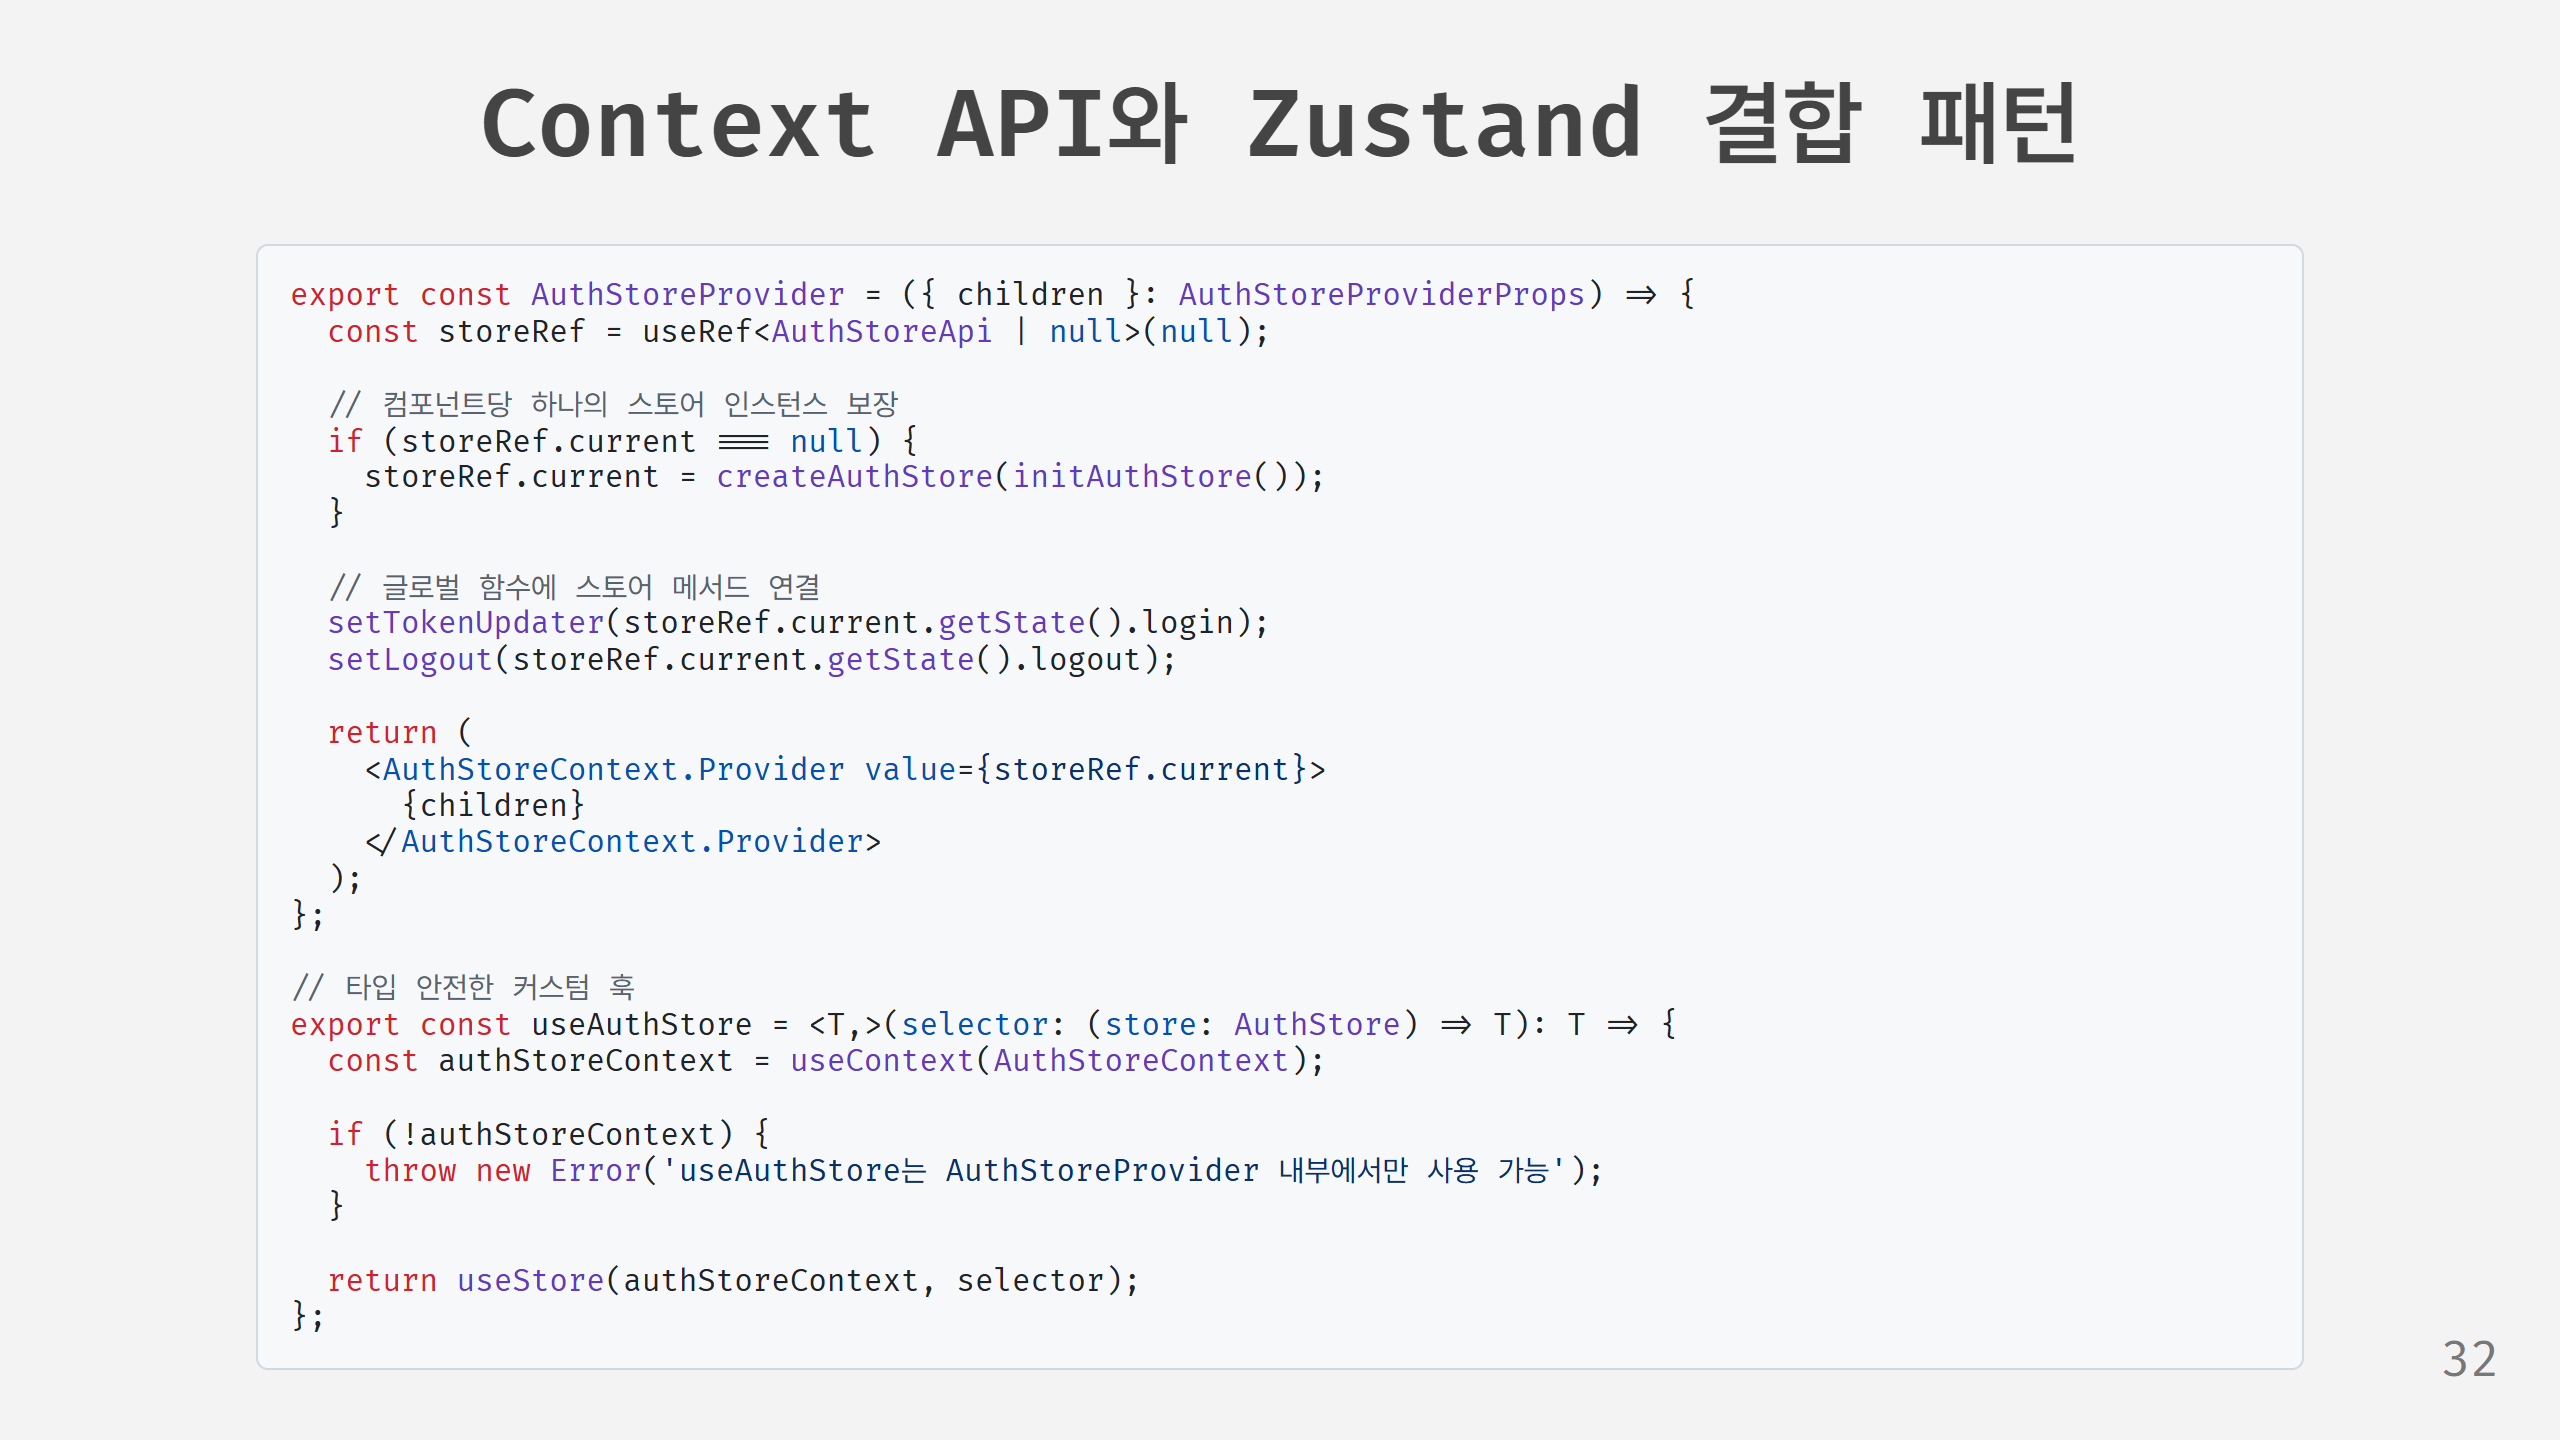 Context API와 Zustand 결합 패턴
export const AuthStoreProvider = ({ children }: AuthStoreProviderProps) => {
  const storeRef = useRef<AuthStoreApi | null>(null);

  // 컴포넌트당 하나의 스토어 인스턴스 보장
  if (storeRef.current === null) {
    storeRef.current = createAuthStore(initAuthStore());
  }

  // 글로벌 함수에 스토어 메서드 연결
  setTokenUpdater(storeRef.current.getState().login);
  setLogout(storeRef.current.getState().logout);

  return (
    <AuthStoreContext.Provider value={storeRef.current}>
      {children}
    </AuthStoreContext.Provider>
  );
};

// 타입 안전한 커스텀 훅
export const useAuthStore = <T,>(selector: (store: AuthStore) => T): T => {
  const authStoreContext = useContext(AuthStoreContext);

  if (!authStoreContext) {
    throw new Error('useAuthStore는 AuthStoreProvider 내부에서만 사용 가능');
  }

  return useStore(authStoreContext, selector);
};
32